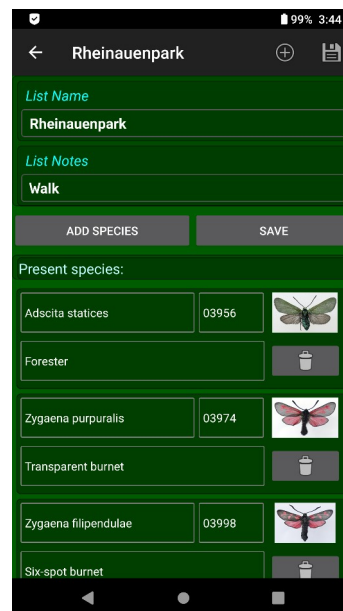 99% 3:44
Rheinauenpark
List Name
Rheinauenpark
List Notes
Walk
ADD SPECIES SAVE
Present species:
Adscita statices 03956
Forester
Zygaena purpuralis 03974
Transparent burnet
Zygaena filipendulae 03998
Six-spot burnet